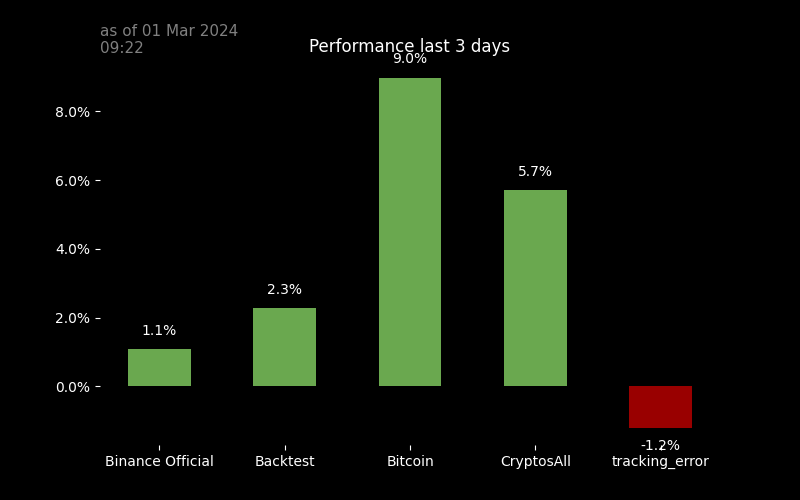 as of 01 Mar 2024
09:22
Performance last 3 days
9.0%
8.0%
6.0%
5.7%
4.0%
2.3%
2.0%
1.1%
0.0%
-1.2%
Binance Official
Backtest
Bitcoin
CryptosAll
tracking_error